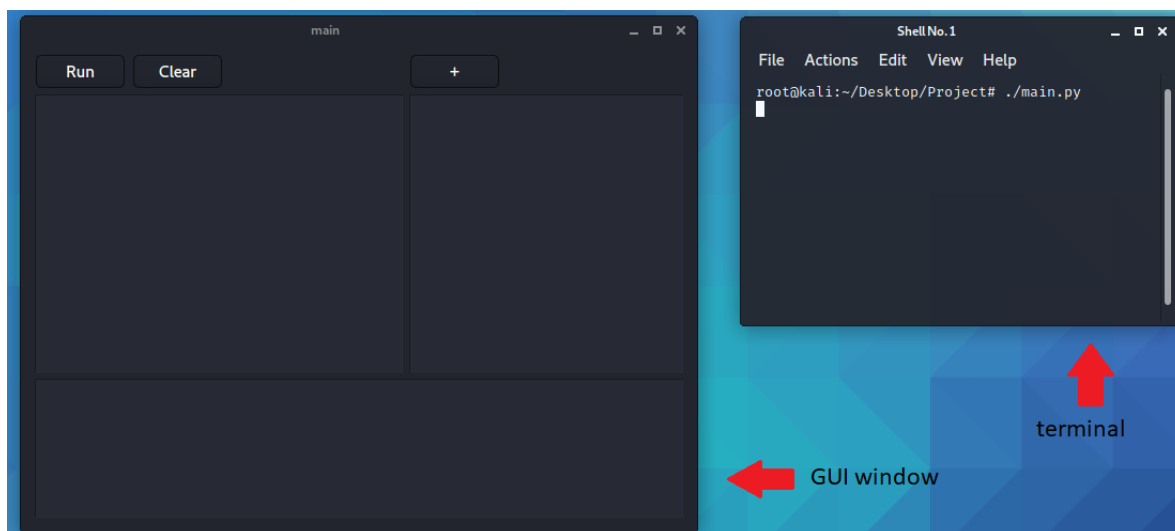 main
Run Clear +
Shell No. 1
File Actions Edit View Help
root@kali:~/Desktop/Project# ./main.py
terminal
GUI window